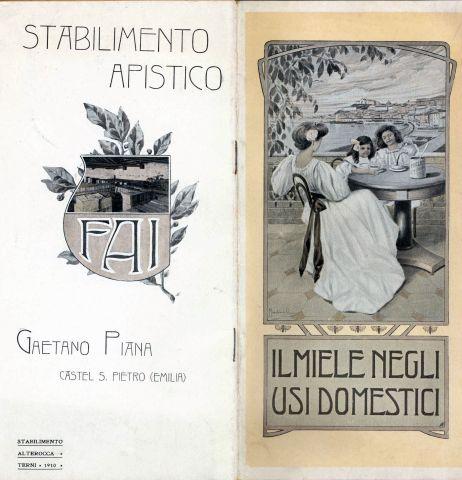 STABILIMENTO
APISTICO
FAI
GAETANO PIANA
CASTEL S. PIETRO (EMILIA)
STABILIMENTO
ALTEROCCA •
TERNI • 1910 •
IL MIELE NEGLI
USI DOMESTICI